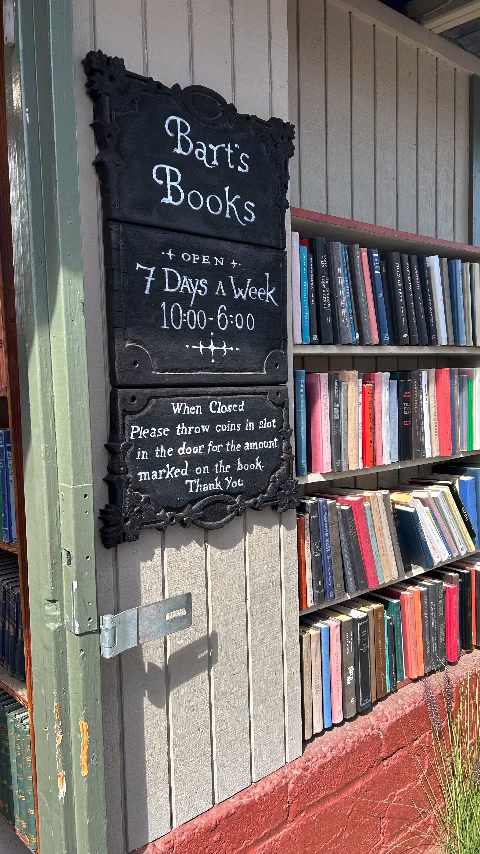 Bart's
Books
OPEN
7 Days A Week
10:00-6:00
When Closed
Please throw coins in slot
in the door for the amount
marked on the book.
Thank You